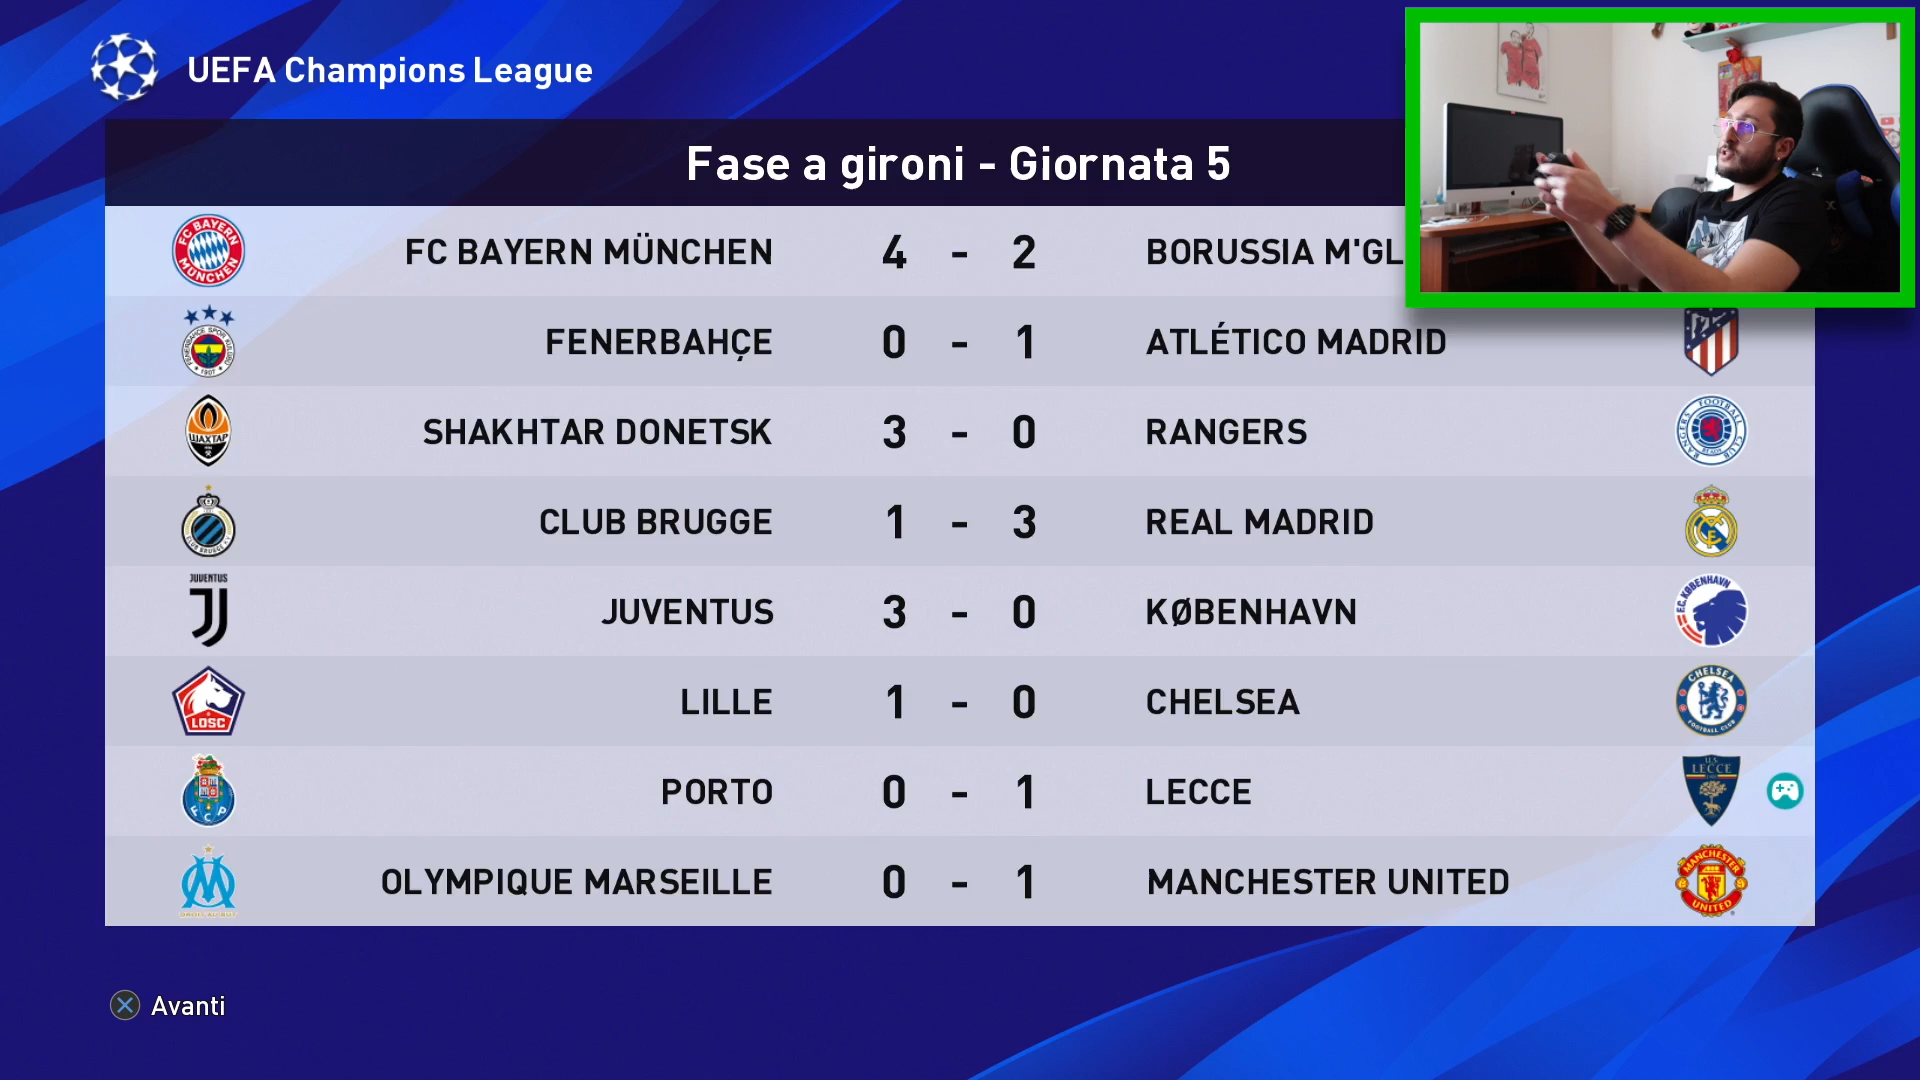 UEFA Champions League
Fase a gironi - Giornata 5
FC BAYERN MÜNCHEN 4 - 2 BORUSSIA M'GL
FENERBAHÇE 0 - 1 ATLÉTICO MADRID
SHAKHTAR DONETSK 3 - 0 RANGERS
CLUB BRUGGE 1 - 3 REAL MADRID
JUVENTUS
JUVENTUS 3 - 0 KØBENHAVN
LOSC
LILLE 1 - 0 CHELSEA
PORTO 0 - 1 LECCE
OLYMPIQUE MARSEILLE 0 - 1 MANCHESTER UNITED
Avanti